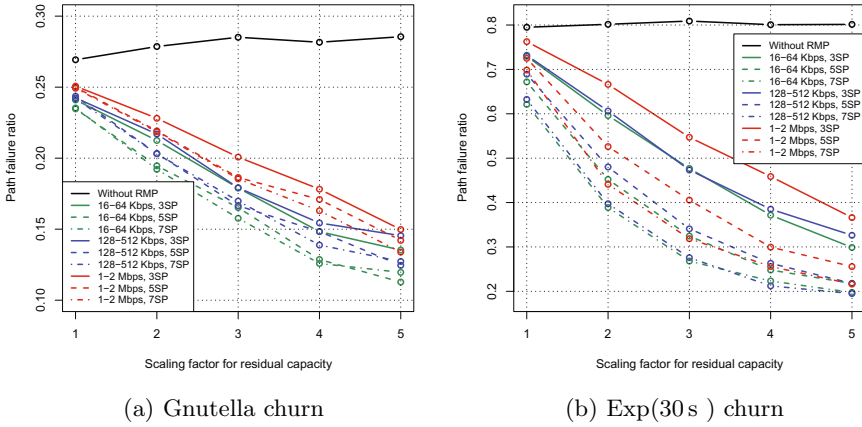 0.30
0.25
0.20
0.15
0.10
Path failure ratio
Without RMP
16−64 Kbps, 3SP
16−64 Kbps, 5SP
16−64 Kbps, 7SP
128−512 Kbps, 3SP
128−512 Kbps, 5SP
128−512 Kbps, 7SP
1−2 Mbps, 3SP
1−2 Mbps, 5SP
1−2 Mbps, 7SP
1 2 3 4 5
Scaling factor for residual capacity
(a) Gnutella churn
0.8
0.7
0.6
0.5
0.4
0.3
0.2
Path failure ratio
Without RMP
16−64 Kbps, 3SP
16−64 Kbps, 5SP
16−64 Kbps, 7SP
128−512 Kbps, 3SP
128−512 Kbps, 5SP
128−512 Kbps, 7SP
1−2 Mbps, 3SP
1−2 Mbps, 5SP
1−2 Mbps, 7SP
1 2 3 4 5
Scaling factor for residual capacity
(b) Exp(30 s ) churn